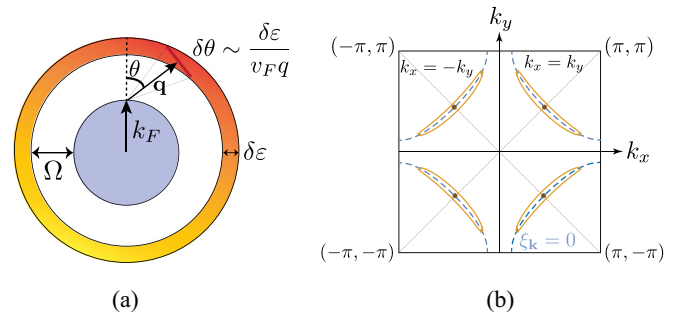 δθ ~ δε / v_F q
θ
q
k_F
Ω
δε
(a)
k_y
(−π, π)
(π, π)
k_x = −k_y
k_x = k_y
k_x
ξ_k = 0
(−π, −π)
(π, −π)
(b)